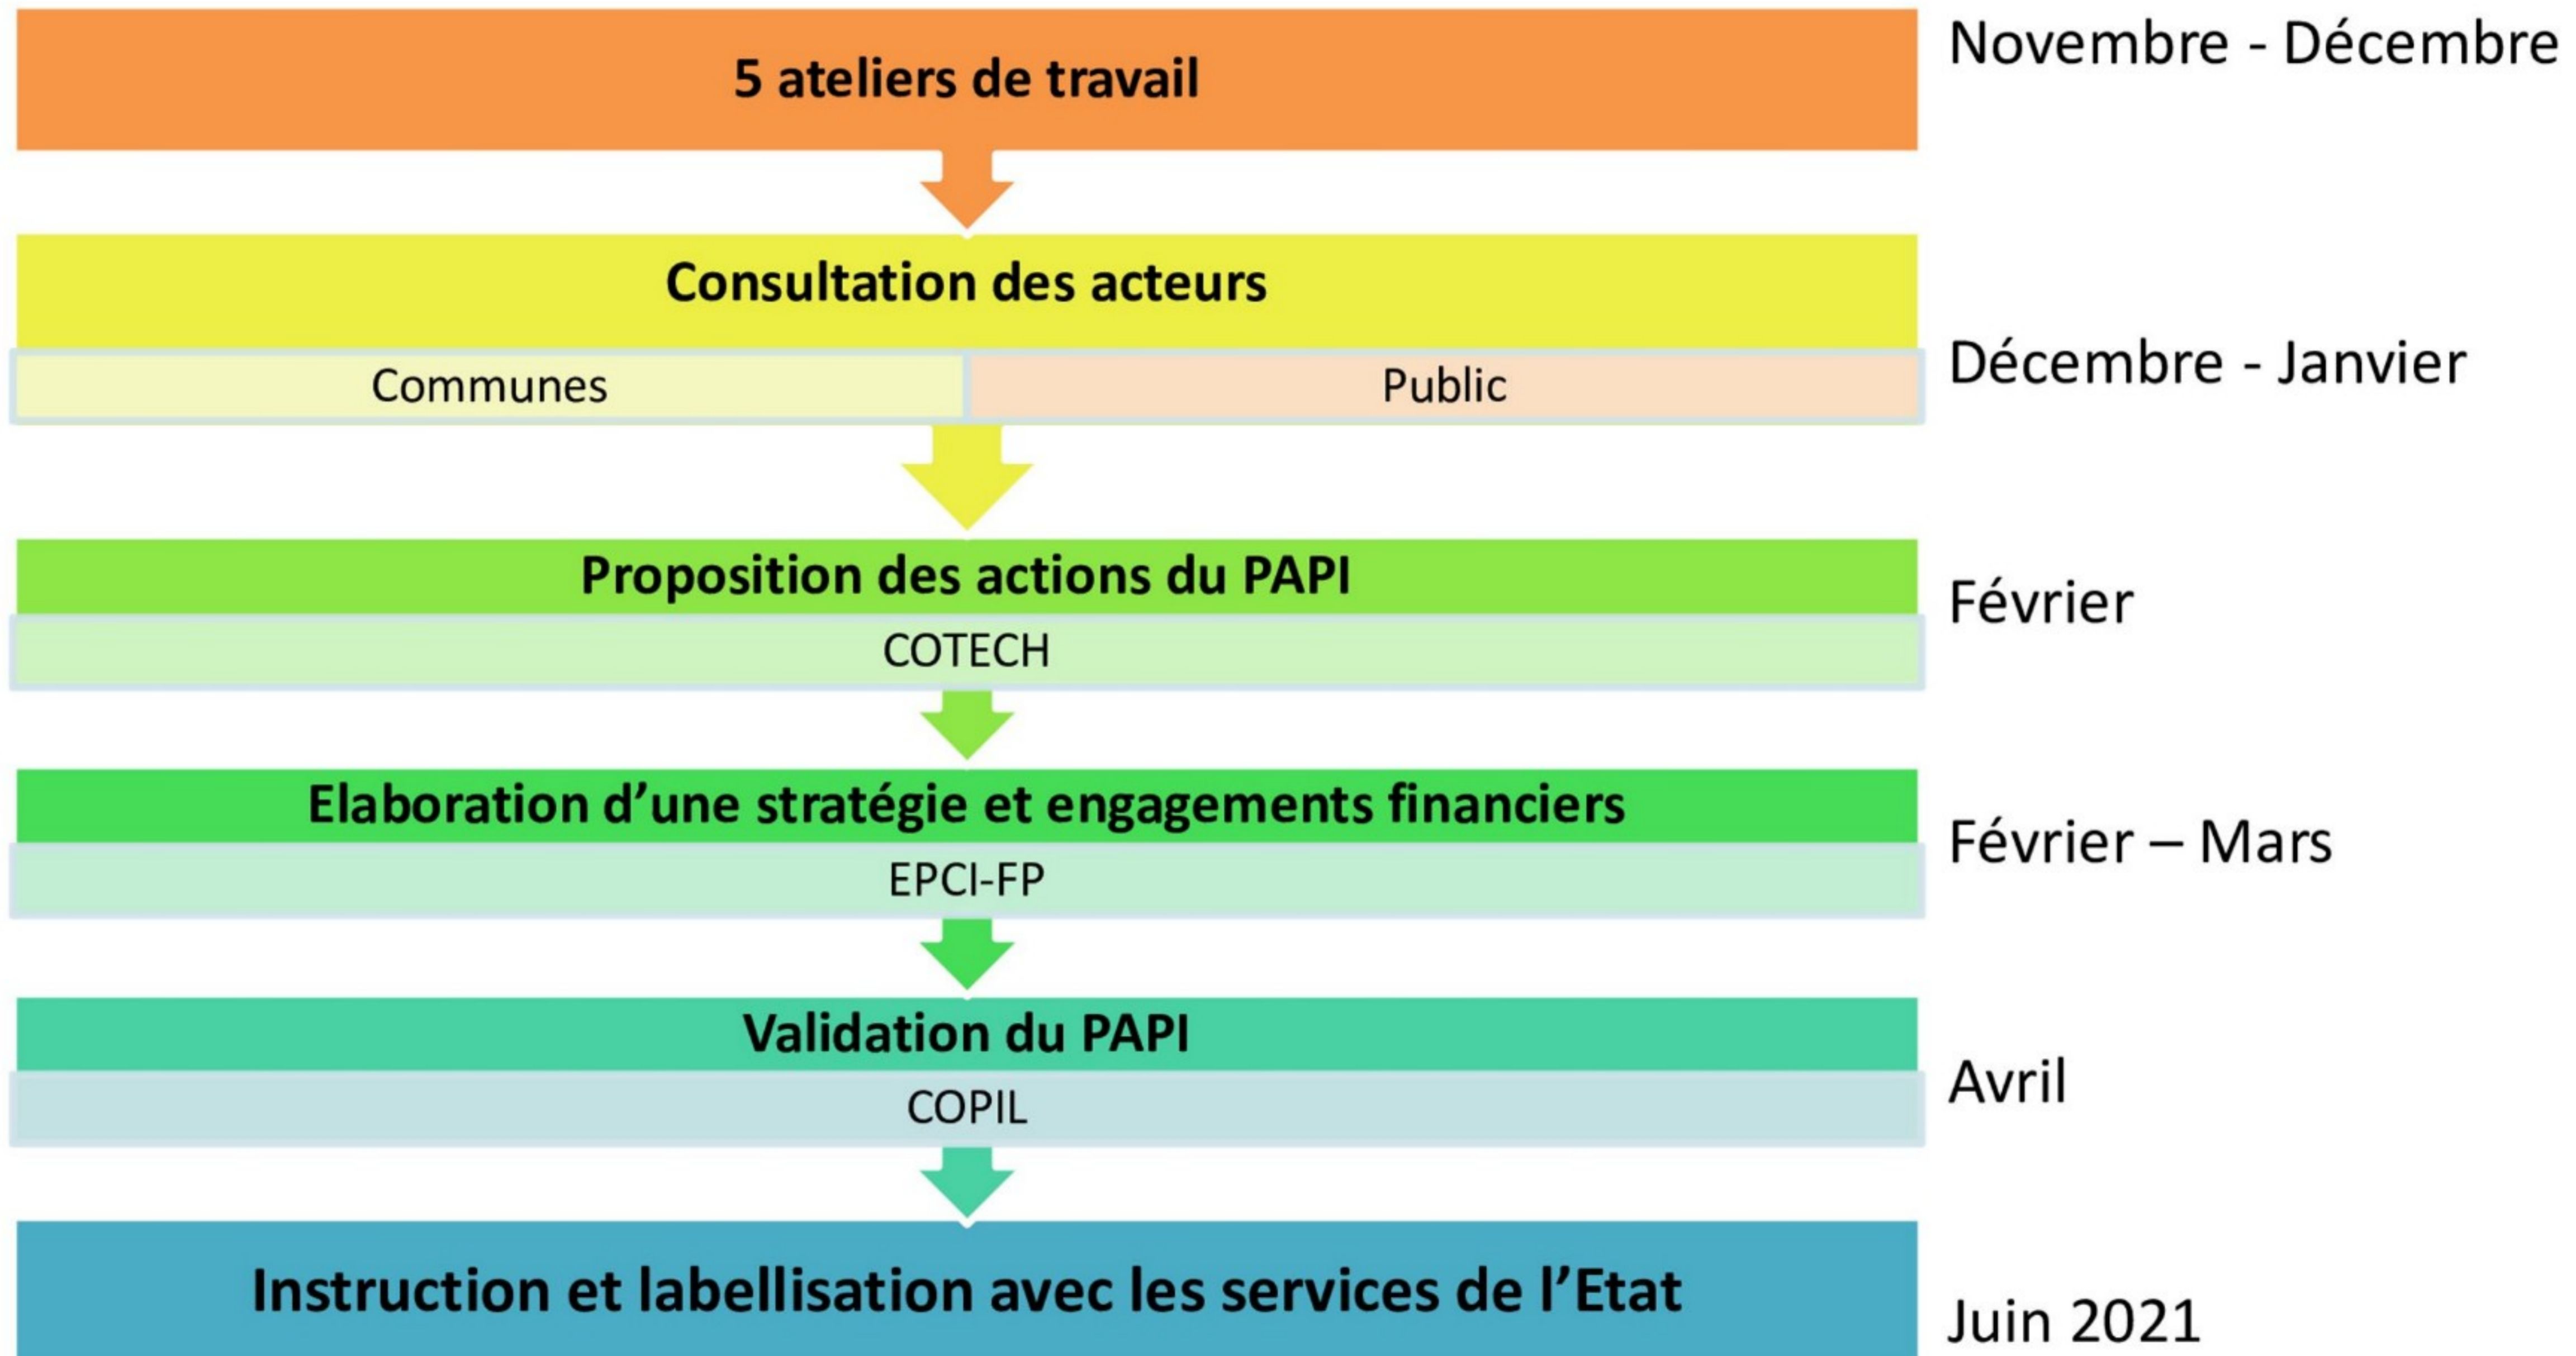 5 ateliers de travail
Novembre - Décembre
Consultation des acteurs
Communes
Public
Décembre - Janvier
Proposition des actions du PAPI
COTECH
Février
Elaboration d’une stratégie et engagements financiers
EPCI-FP
Février – Mars
Validation du PAPI
COPIL
Avril
Instruction et labellisation avec les services de l’Etat
Juin 2021